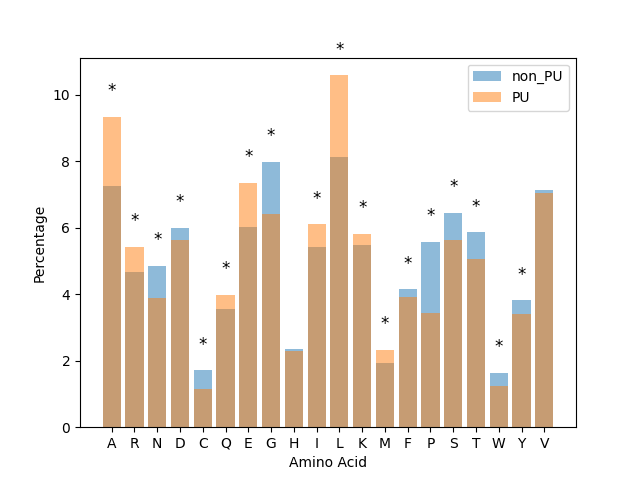 non_PU
PU
* * * * * * * * * * * * * * * * * *
10
8
6
4
2
0
Percentage
A R N D C Q E G H I L K M F P S T W Y V
Amino Acid